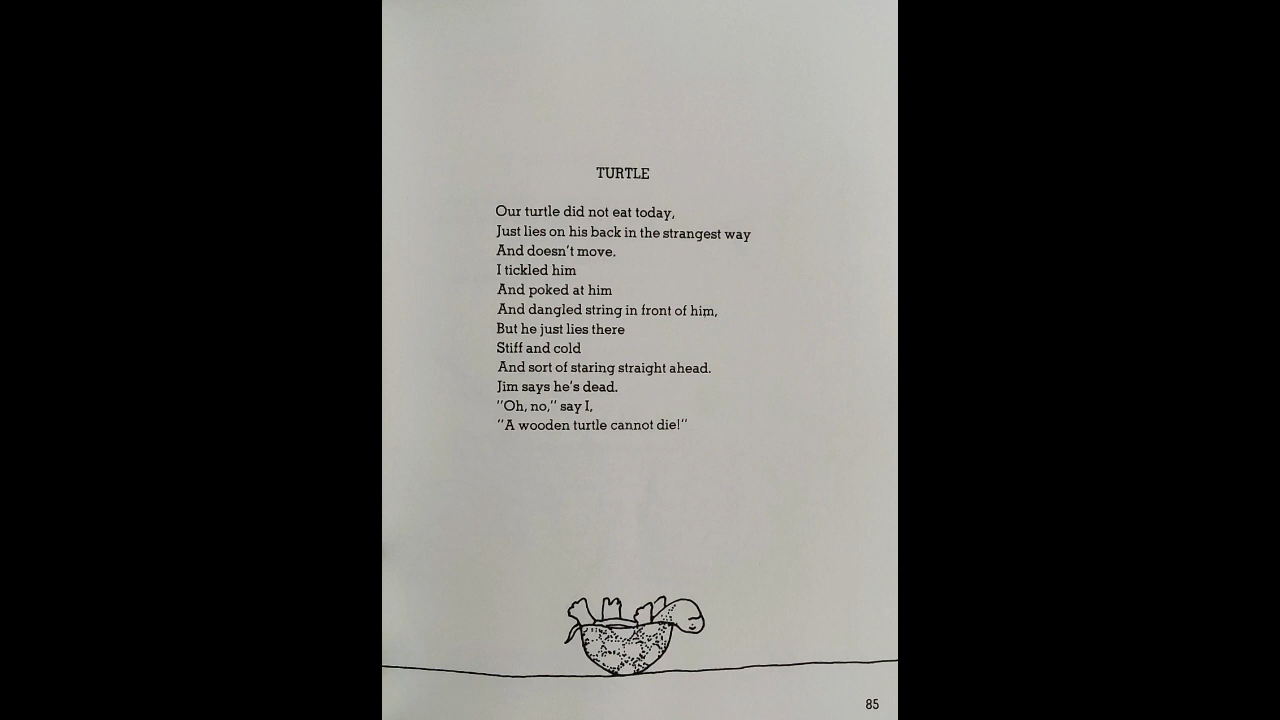 TURTLE
Our turtle did not eat today,
Just lies on his back in the strangest way
And doesn't move.
I tickled him
And poked at him
And dangled string in front of him,
But he just lies there
Stiff and cold
And sort of staring straight ahead.
Jim says he's dead.
"Oh, no," say I,
"A wooden turtle cannot die!"
85